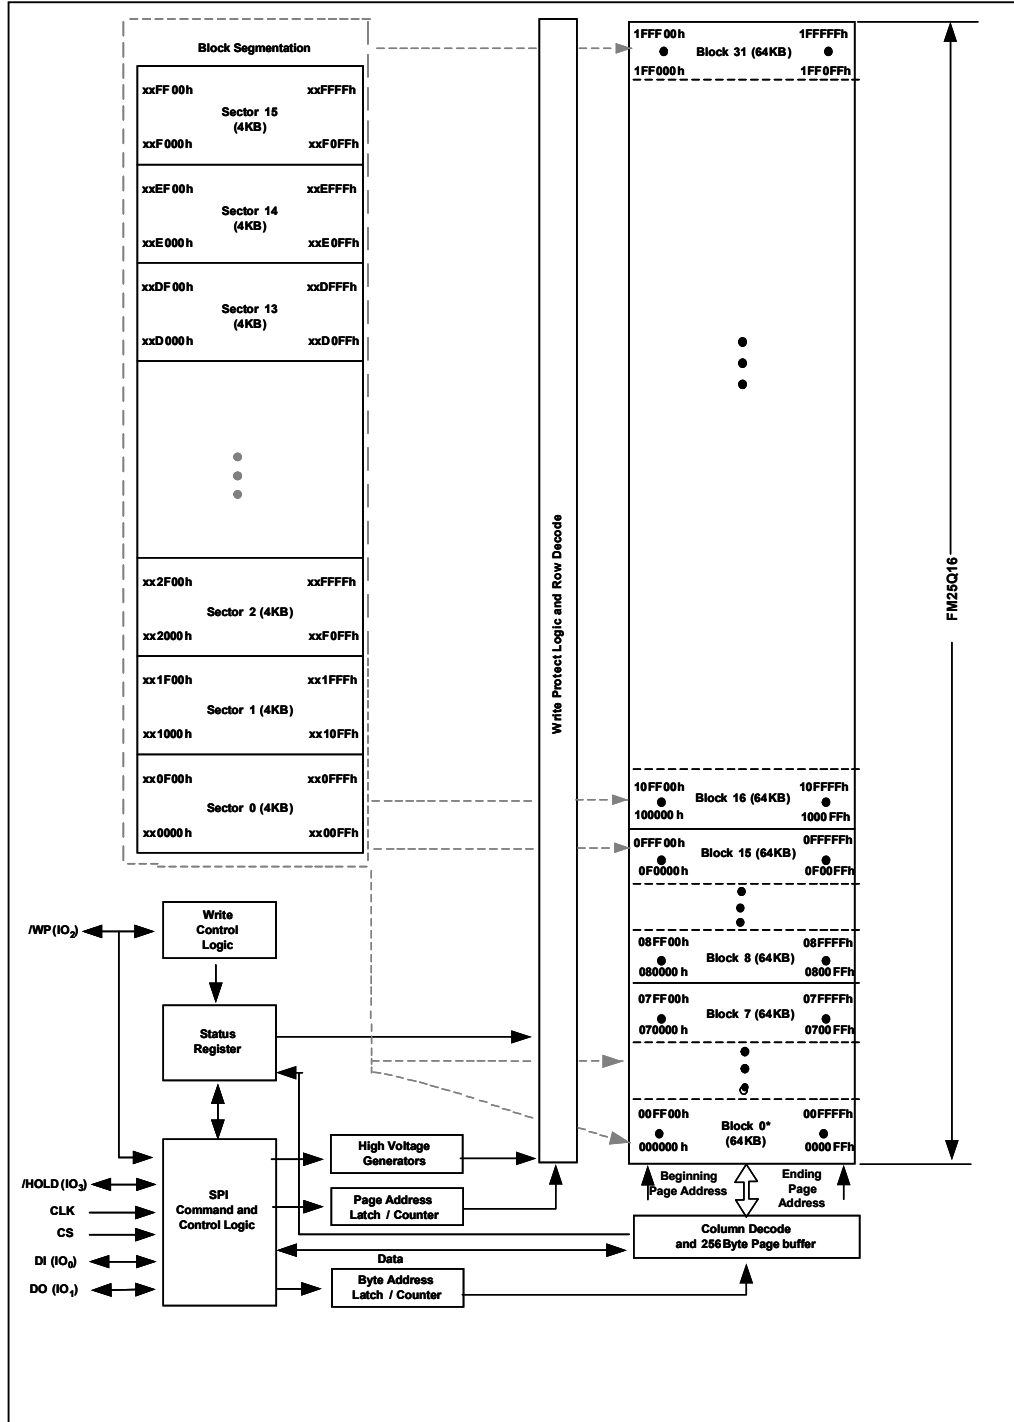 Block Segmentation
xxFF00h xxFFFFh
Sector 15
(4KB)
xxF000h xxF0FFh
xxEF00h xxEFFFh
Sector 14
(4KB)
xxE000h xxE0FFh
xxDF00h xxDFFFh
Sector 13
(4KB)
xxD000h xxD0FFh
xx2F00h xxFFFFh
Sector 2 (4KB)
xx2000h xxF0FFh
xx1F00h xx1FFFh
Sector 1 (4KB)
xx1000h xx10FFh
xx0F00h xx0FFFh
Sector 0 (4KB)
xx0000h xx00FFh
Write Protect Logic and Row Decode
1FFF00h 1FFFFFh
Block 31 (64KB)
1FF000h 1FF0FFh
10FF00h 10FFFFh
Block 16 (64KB)
100000h 1000FFh
0FFF00h 0FFFFFh
Block 15 (64KB)
0F0000h 0F00FFh
08FF00h 08FFFFh
Block 8 (64KB)
080000h 0800FFh
07FF00h 07FFFFh
Block 7 (64KB)
070000h 0700FFh
00FF00h 00FFFFh
Block 0*
(64KB)
000000h 0000FFh
FM25Q16
Beginning
Page Address
Ending
Page
Address
Column Decode
and 256Byte Page buffer
/WP(IO2)
Write
Control
Logic
Status
Register
/HOLD(IO3)
CLK
CS
DI (IO0)
DO (IO1)
SPI
Command and
Control Logic
High Voltage
Generators
Page Address
Latch / Counter
Data
Byte Address
Latch / Counter